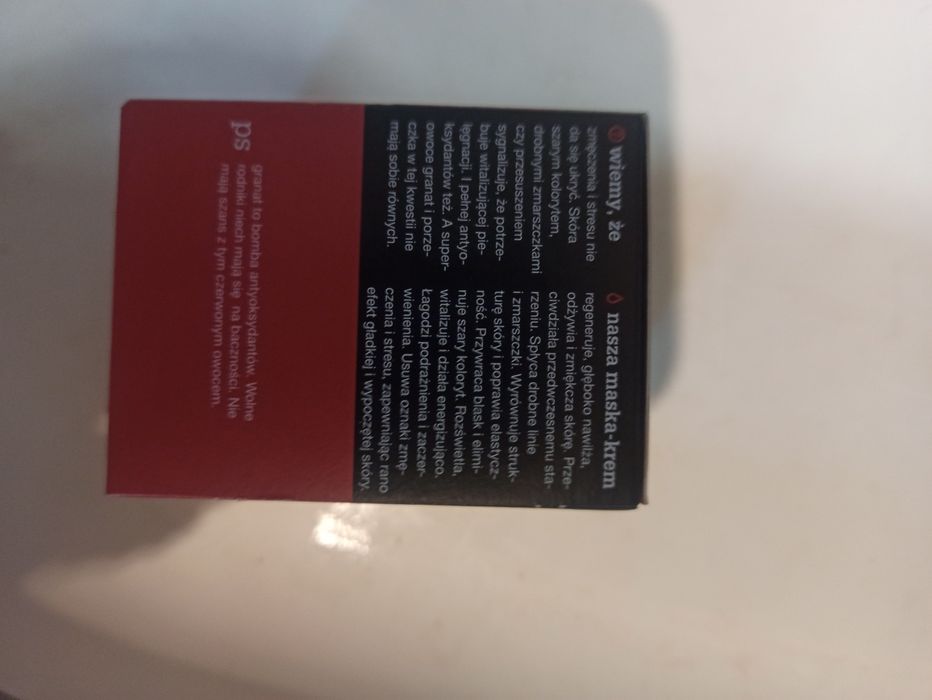 wiemy, że
zmęczenia i stresu nie
da się ukryć. Skóra
szarym kolorytem,
drobnymi zmarszczkami
czy przesuszeniem
sygnalizuje, że potrze-
buje witalizującej pie-
lęgnacji. I pełnej antyo-
ksydantów też. A super-
owoce granat i porze-
czka w tej kwestii nie
mają sobie równych.
nasza maska-krem
regeneruje, głęboko nawilża,
odżywia i zmiękcza skórę. Prze-
ciwdziała przedwczesnemu sta-
rzeniu. Spłyca drobne linie
i zmarszczki. Wyrównuje struk-
turę skóry i poprawia elastycz-
ność. Przywraca blask i elimi-
nuje szary koloryt. Rozświetla,
witalizuje i działa energizująco.
Łagodzi podrażnienia i zaczer-
wienienia. Usuwa oznaki zmę-
czenia i stresu, zapewniając rano
efekt gładkiej i wypoczętej skóry.
ps
granat to bomba antyoksydantów. Wolne
rodniki niech mają się na baczności. Nie
mają szans z tym czerwonym owocem.